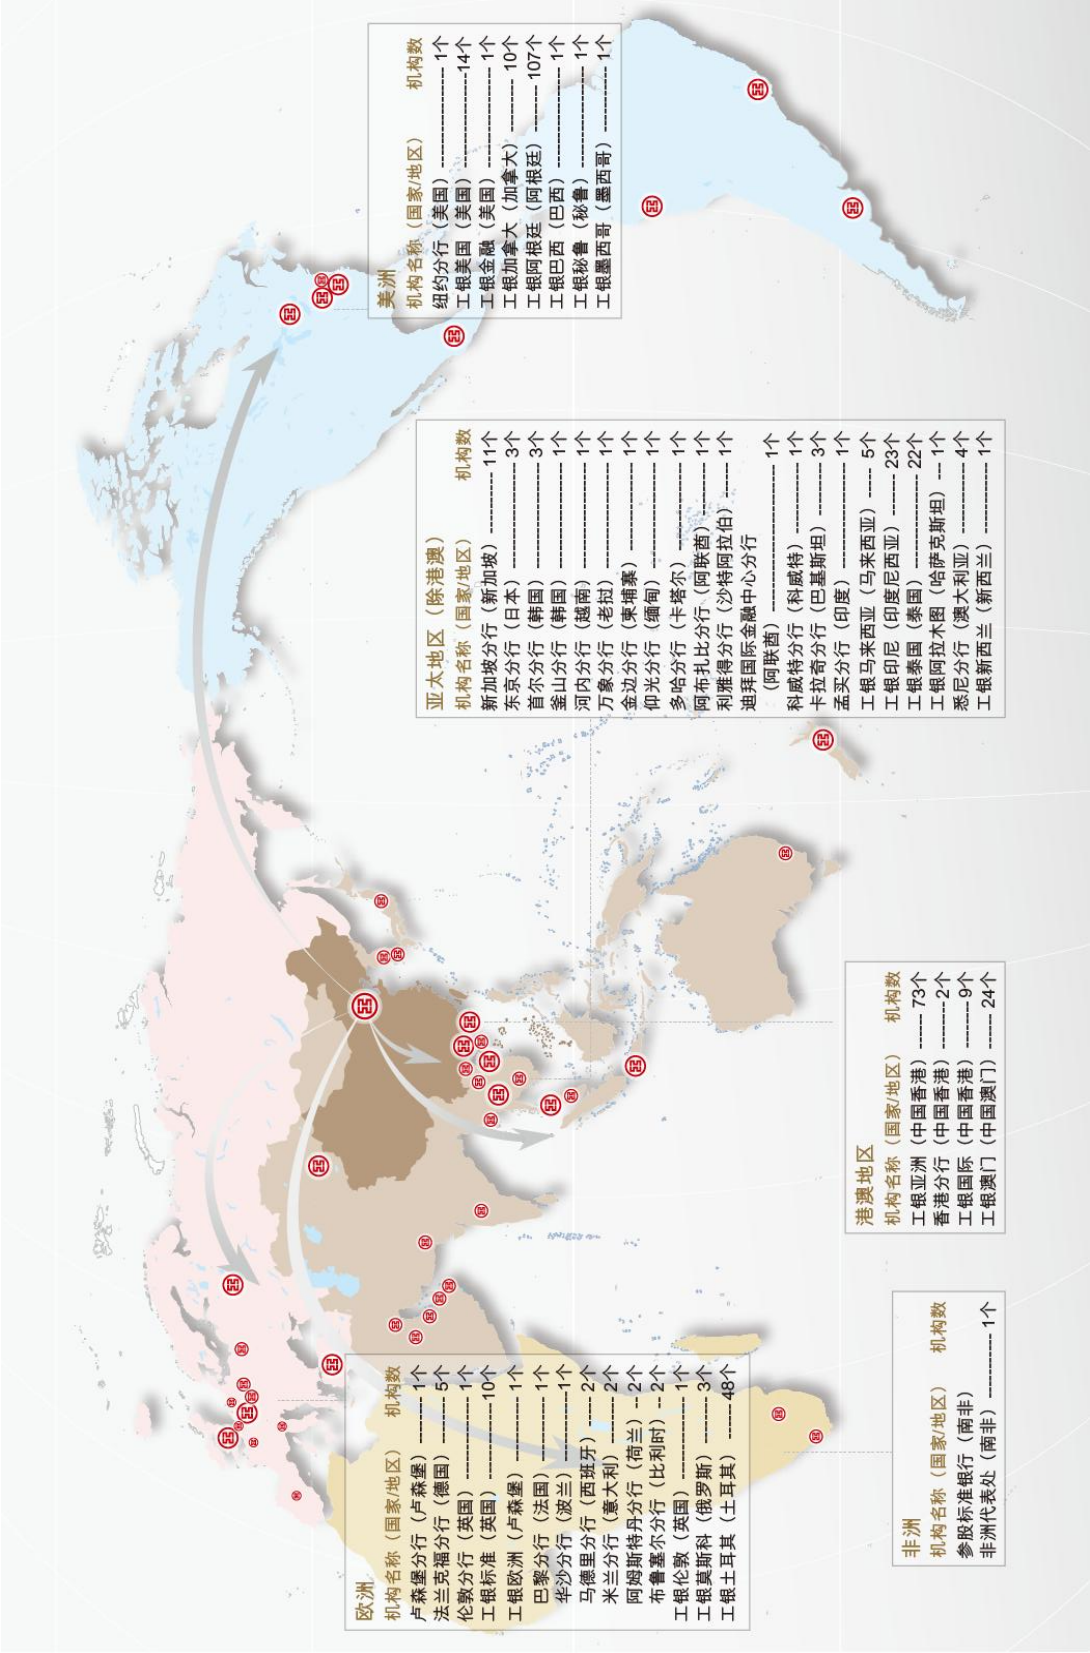 美洲
机构名称（国家/地区） 机构数
纽约分行（美国）----------------1个
工银美国（美国）--------------14个
工银金融（美国）----------------1个
工银加拿大（加拿大）--------10个
工银阿根廷（阿根廷）------107个
工银巴西（巴西）----------------1个
工银秘鲁（秘鲁）----------------1个
工银墨西哥（墨西哥）----------1个
亚太地区（除港澳）
机构名称（国家/地区） 机构数
新加坡分行（新加坡）----------11个
东京分行（日本）----------------3个
首尔分行（韩国）----------------3个
釜山分行（韩国）----------------1个
河内分行（越南）----------------1个
万象分行（老挝）----------------1个
金边分行（柬埔寨）-------------1个
仰光分行（缅甸）----------------1个
多哈分行（卡塔尔）-------------1个
阿布扎比分行（阿联酋）-------1个
利雅得分行（沙特阿拉伯）----1个
迪拜国际金融中心分行
（阿联酋）------------------------1个
科威特分行（科威特）----------1个
卡拉奇分行（巴基斯坦）-------3个
孟买分行（印度）----------------1个
工银马来西亚（马来西亚）----5个
工银印尼（印度尼西亚）------23个
工银泰国（泰国）--------------22个
工银阿拉木图（哈萨克斯坦）---1个
悉尼分行（澳大利亚）----------4个
工银新西兰（新西兰）----------1个
港澳地区
机构名称（国家/地区） 机构数
工银亚洲（中国香港）------73个
香港分行（中国香港）--------2个
工银国际（中国香港）--------9个
工银澳门（中国澳门）------24个
欧洲
机构名称（国家/地区） 机构数
卢森堡分行（卢森堡）--------1个
法兰克福分行（德国）--------5个
伦敦分行（英国）-------------1个
工银标准（英国）------------10个
工银欧洲（卢森堡）----------1个
巴黎分行（法国）------------1个
华沙分行（波兰）------------1个
马德里分行（西班牙）-------2个
米兰分行（意大利）---------2个
阿姆斯特丹分行（荷兰）---2个
布鲁塞尔分行（比利时）---2个
工银伦敦（英国）------------1个
工银莫斯科（俄罗斯）-------3个
工银土耳其（土耳其）------48个
非洲
机构名称（国家/地区） 机构数
参股标准银行（南非）
非洲代表处（南非）-----------1个